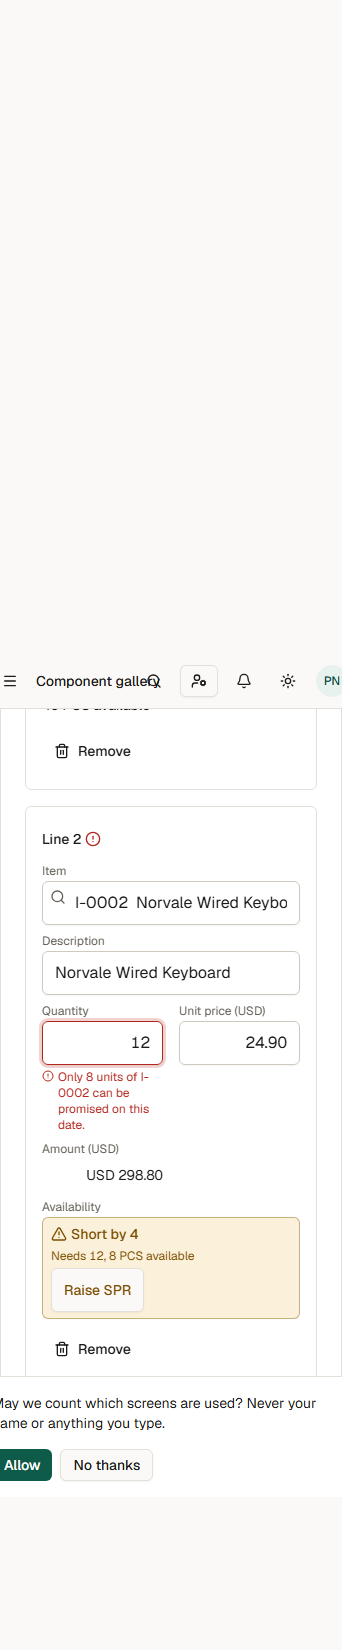 Component gallery
PN
PCS available
Remove
Line 2
Item
I-0002 Norvale Wired Keybo
Description
Norvale Wired Keyboard
Quantity
Unit price (USD)
12
24.90
Only 8 units of I-
0002 can be
promised on this
date.
Amount (USD)
USD 298.80
Availability
Short by 4
Needs 12, 8 PCS available
Raise SPR
Remove
May we count which screens are used? Never your
ame or anything you type.
Allow
No thanks